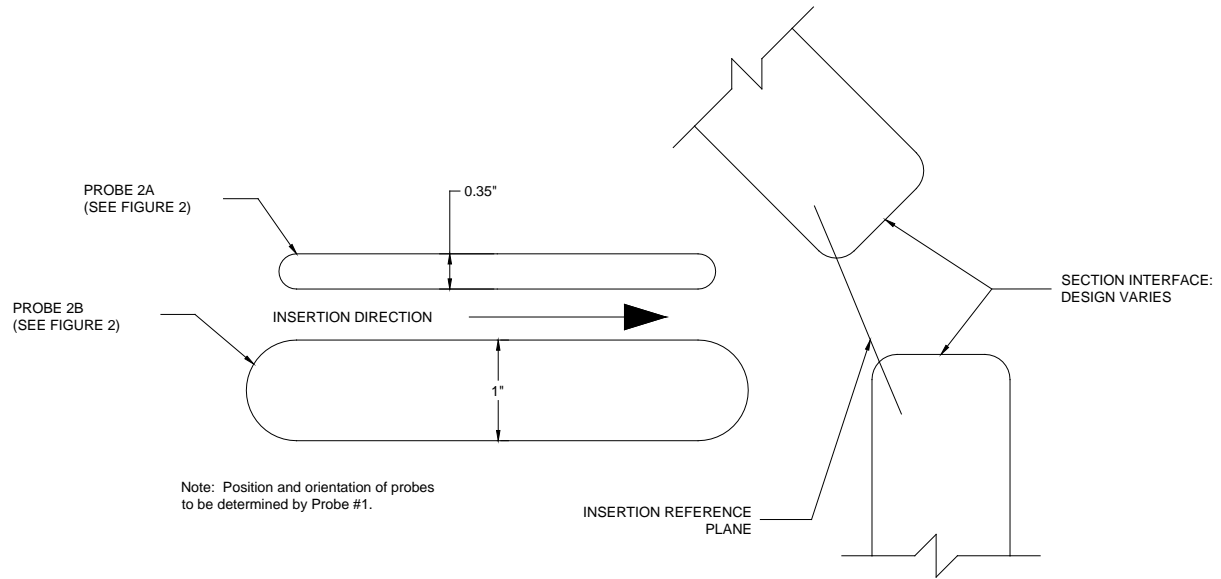 PROBE 2A
(SEE FIGURE 2)
0.35"
PROBE 2B
(SEE FIGURE 2)
INSERTION DIRECTION
SECTION INTERFACE:
DESIGN VARIES
1"
Note:  Position and orientation of probes
to be determined by Probe #1.
INSERTION REFERENCE
PLANE